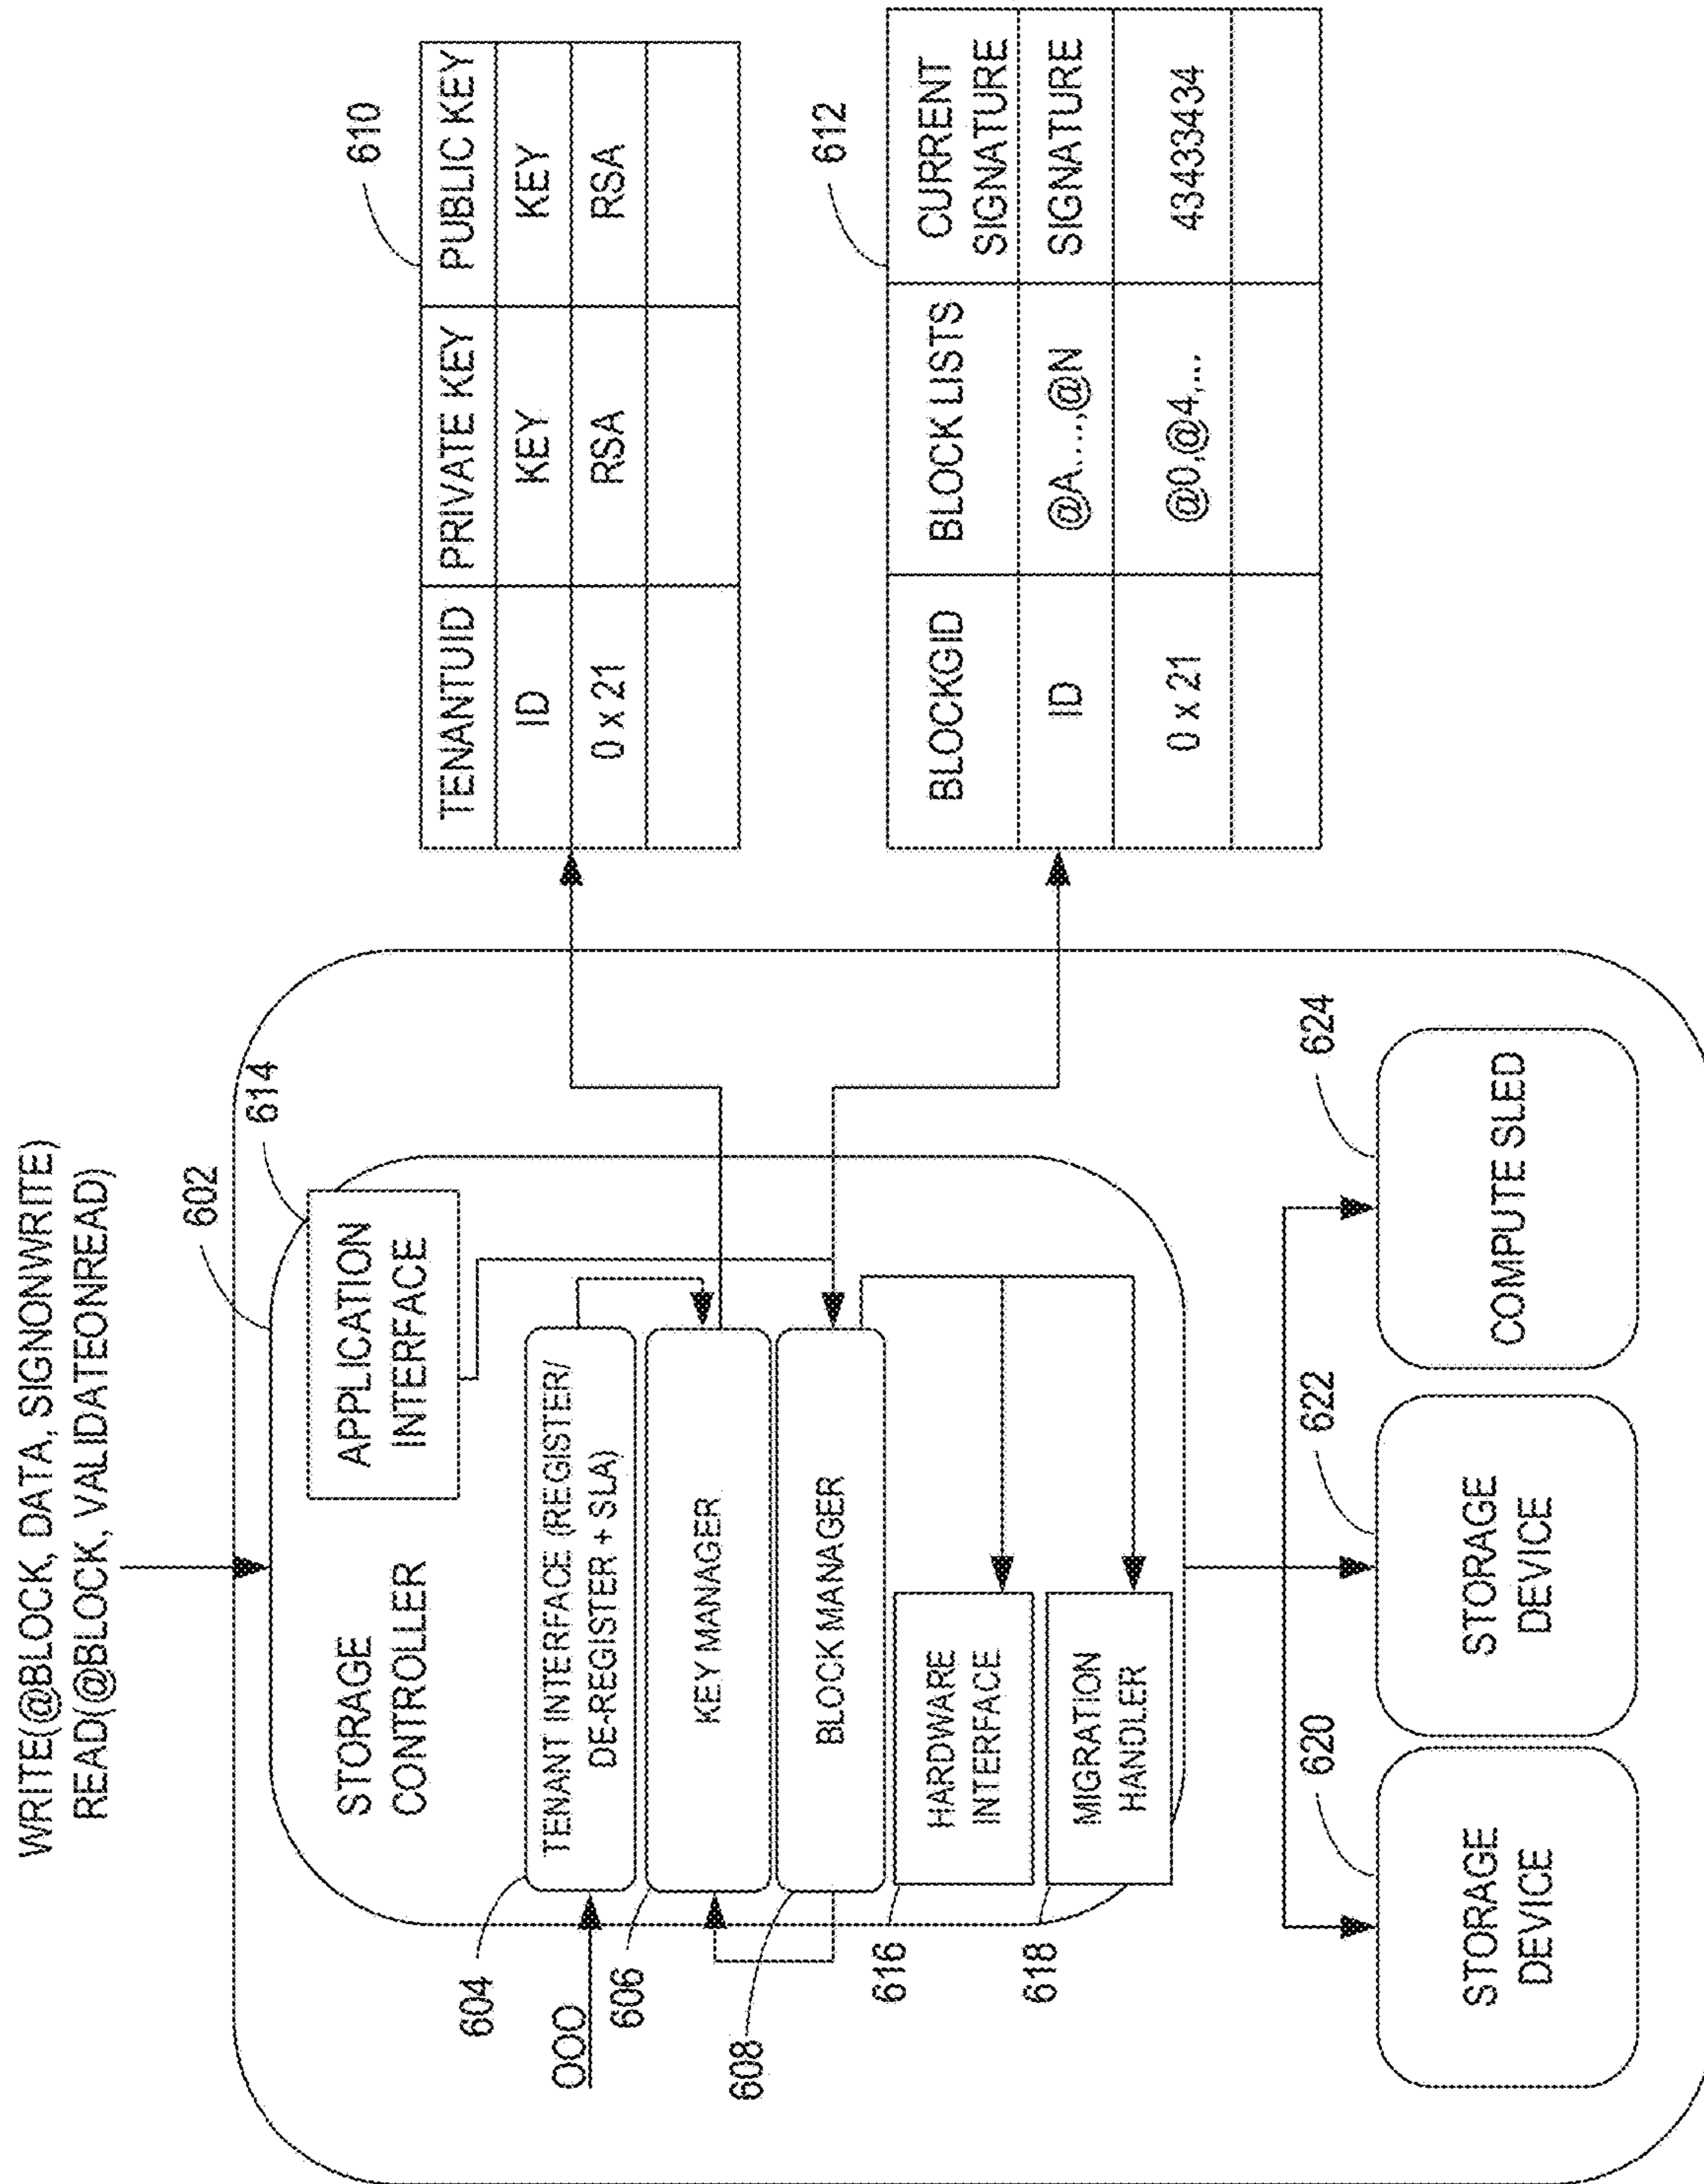 WRITE(@BLOCK, DATA, SIGNONWRITE)
READ(@BLOCK, VALIDATEONREAD)
602
614
STORAGE
CONTROLLER
APPLICATION
INTERFACE
604
TENANT INTERFACE (REGISTER/
DE-REGISTER + SLA)
OOO
606
KEY MANAGER
608
BLOCK MANAGER
616
HARDWARE
INTERFACE
618
MIGRATION
HANDLER
620
STORAGE
DEVICE
622
STORAGE
DEVICE
624
COMPUTE SLED
610
TENANTUID PRIVATE KEY PUBLIC KEY
ID KEY KEY
0 x 21 RSA RSA
612
BLOCKGID BLOCK LISTS CURRENT
SIGNATURE
ID @A...,@N SIGNATURE
0 x 21 @0,@4,... 43433434